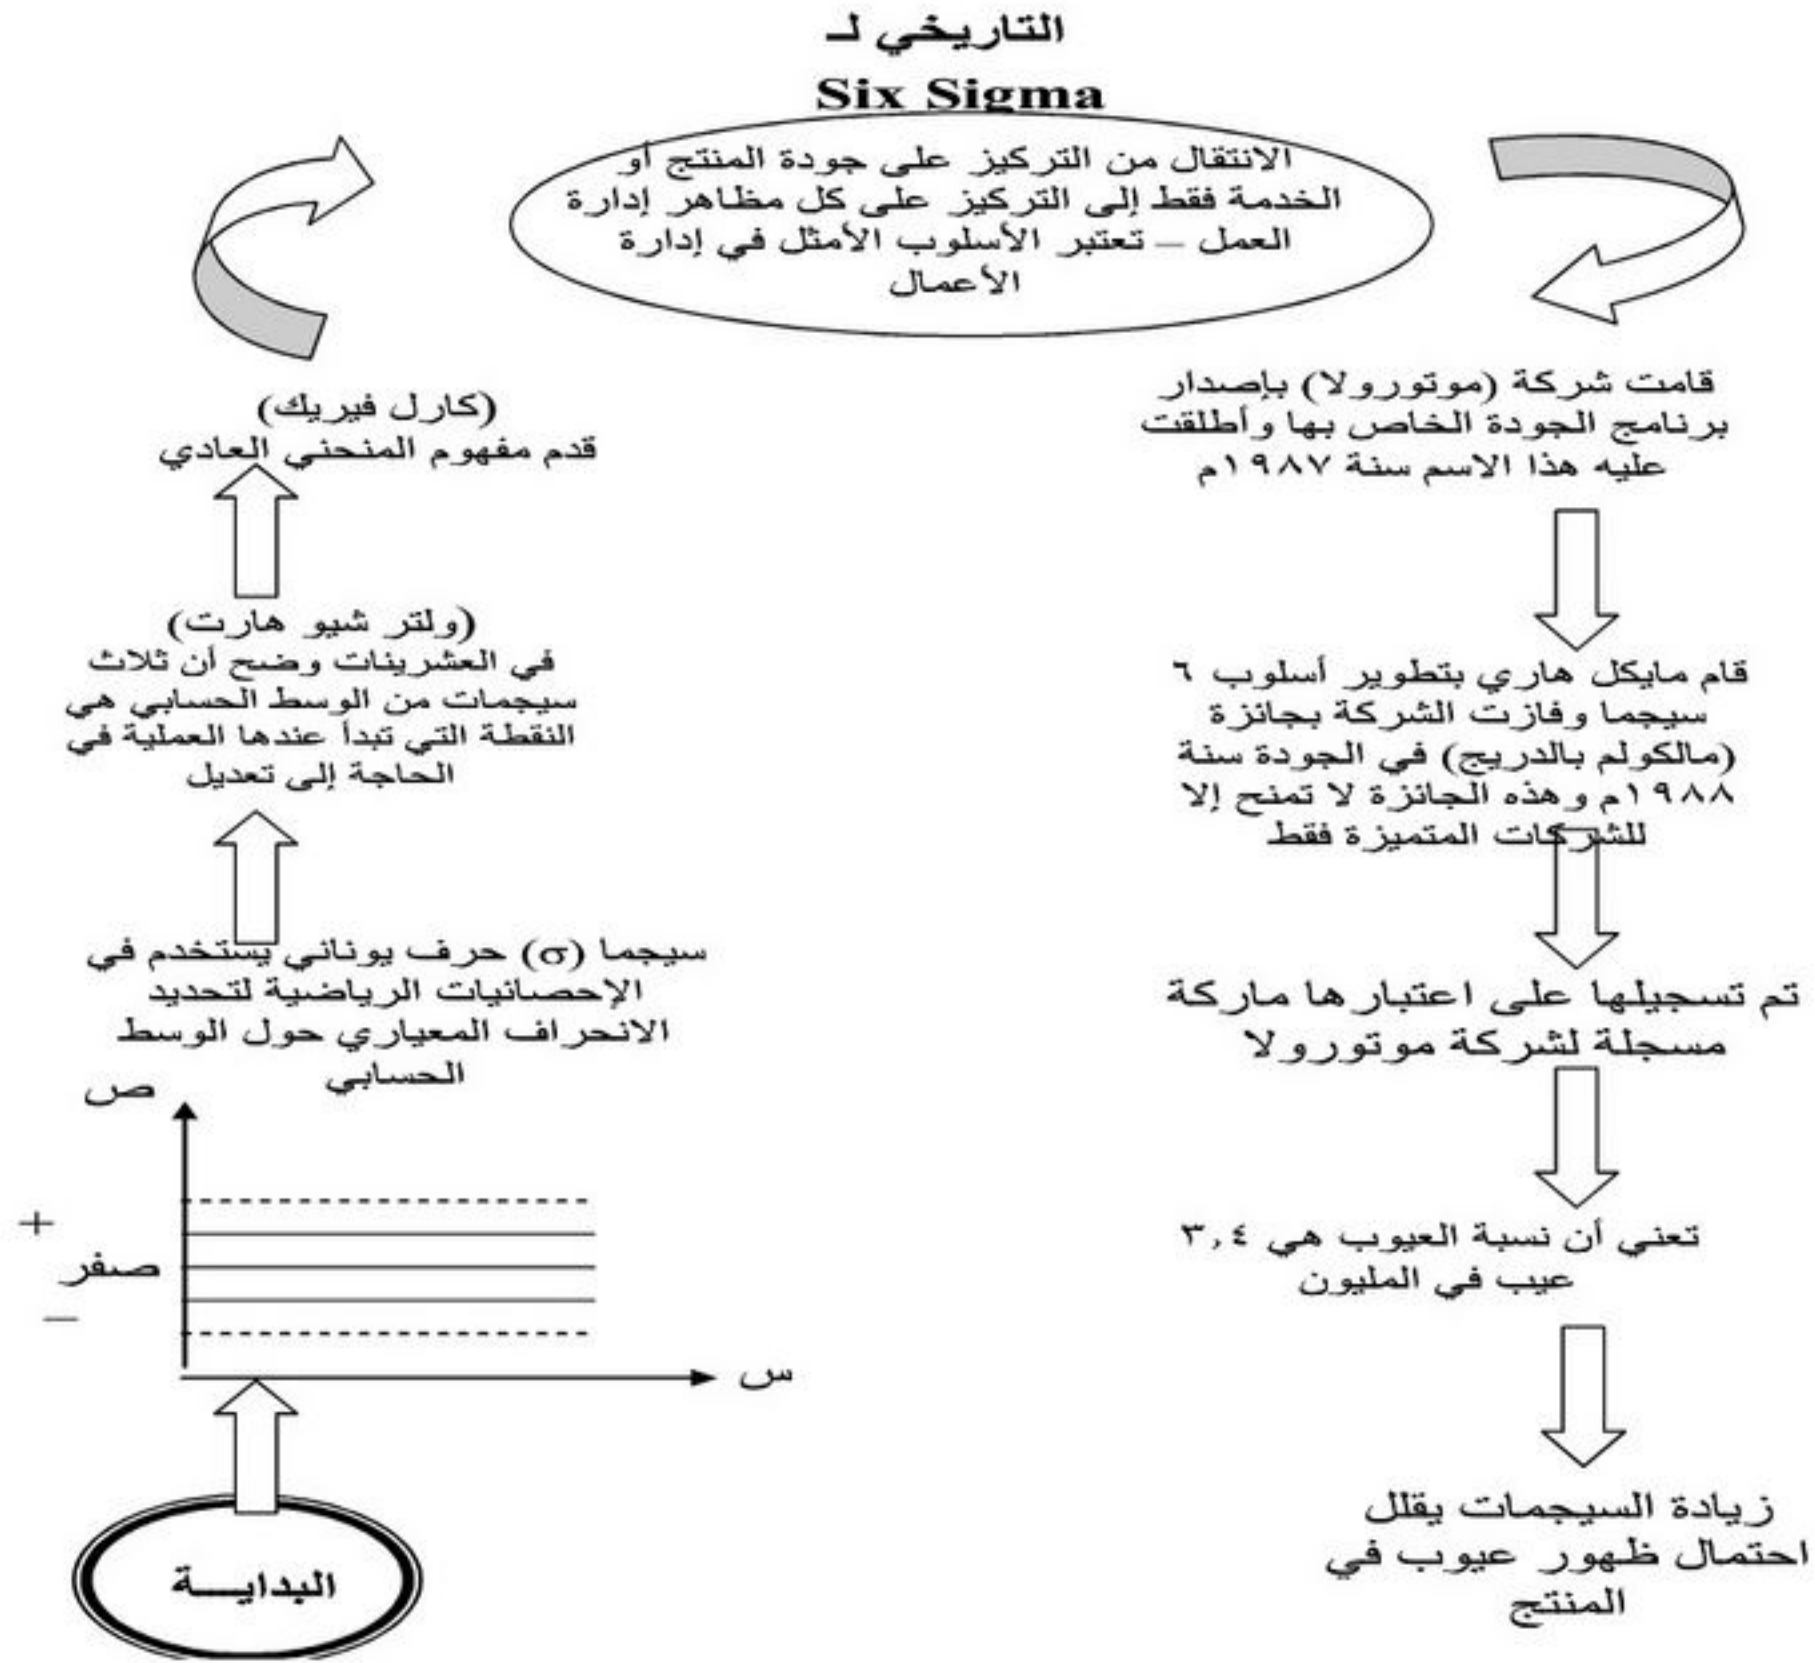 التاريخي لـ
Six Sigma
الانتقال من التركيز على جودة المنتج أو
الخدمة فقط إلى التركيز على كل مظاهر إدارة
العمل – تعتبر الأسلوب الأمثل في إدارة
الأعمال
قامت شركة (موتورولا) بإصدار
برنامج الجودة الخاص بها وأطلقت
عليه هذا الاسم سنة ١٩٨٧م
قام مايكل هاري بتطوير أسلوب ٦
سيجما وفازت الشركة بجائزة
(مالكولم بالدريج) في الجودة سنة
١٩٨٨م وهذه الجائزة لا تمنح إلا
للشركات المتميزة فقط
تم تسجيلها على اعتبارها ماركة
مسجلة لشركة موتورولا
تعني أن نسبة العيوب هي ٣,٤
عيب في المليون
زيادة السيجمات يقلل
احتمال ظهور عيوب في
المنتج
(كارل فيريك)
قدم مفهوم المنحني العادي
(ولتر شيو هارت)
في العشرينات وضح أن ثلاث
سيجمات من الوسط الحسابي هي
النقطة التي تبدأ عندها العملية في
الحاجة إلى تعديل
سيجما (σ) حرف يوناني يستخدم في
الإحصائيات الرياضية لتحديد
الانحراف المعياري حول الوسط
الحسابي
ص
+
صفر
–
س
البدايـــة